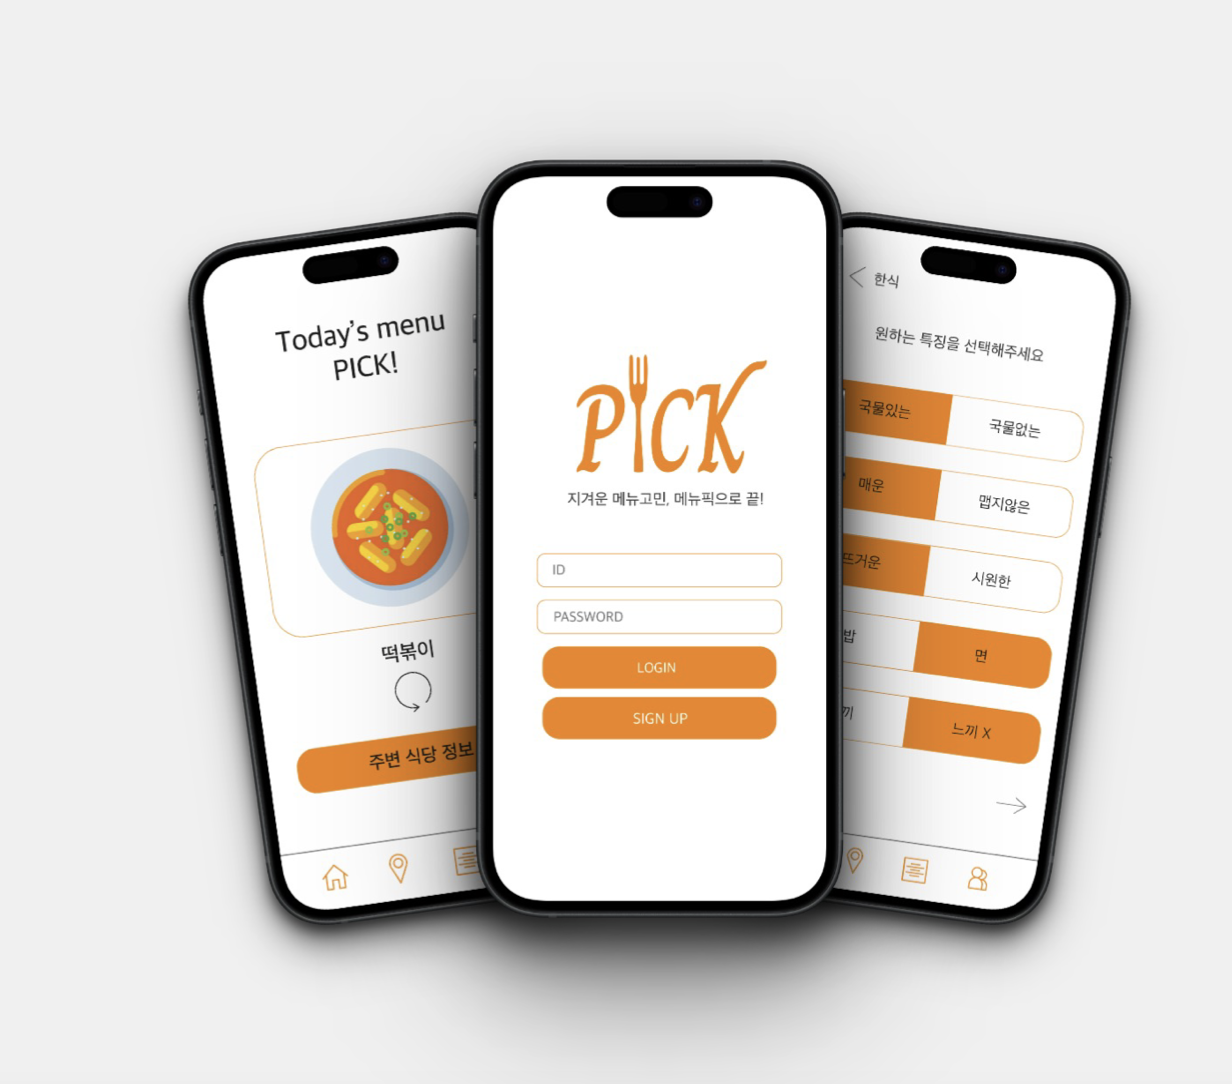 Today's menu
PICK!
떡볶이
주변 식당 정보
PICK
지겨운 메뉴고민, 메뉴픽으로 끝!
ID
PASSWORD
LOGIN
SIGN UP
한식
원하는 특징을 선택해주세요
국물있는 국물없는
매운 맵지않은
뜨거운 시원한
밥 면
느끼 X